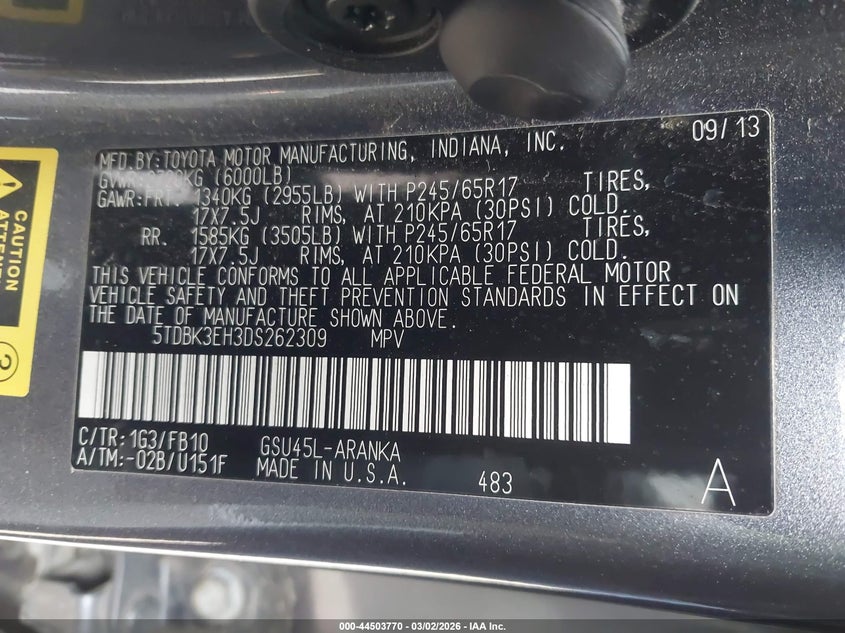 09/13
MFD.BY:TOYOTA MOTOR MANUFACTURING, INDIANA, INC.
GVWR: KG (6000LB)
GAWR:FRT. 1340KG (2955LB) WITH P245/65R17 TIRES,
17X7.5J RIMS, AT 210KPA (30PSI) COLD.
RR. 1585KG (3505LB) WITH P245/65R17 TIRES,
17X7.5J RIMS, AT 210KPA (30PSI) COLD.
THIS VEHICLE CONFORMS TO ALL APPLICABLE FEDERAL MOTOR
VEHICLE SAFETY AND THEFT PREVENTION STANDARDS IN EFFECT ON
THE DATE OF MANUFACTURE SHOWN ABOVE.
5TDBK3EH3DS262309 MPV
C/TR:1G3/FB10 GSU45L-ARANKA
A/TM:-02B/U151F MADE IN U.S.A. 483 A
CAUTION
000-44503770 - 03/02/2026 - IAA Inc.